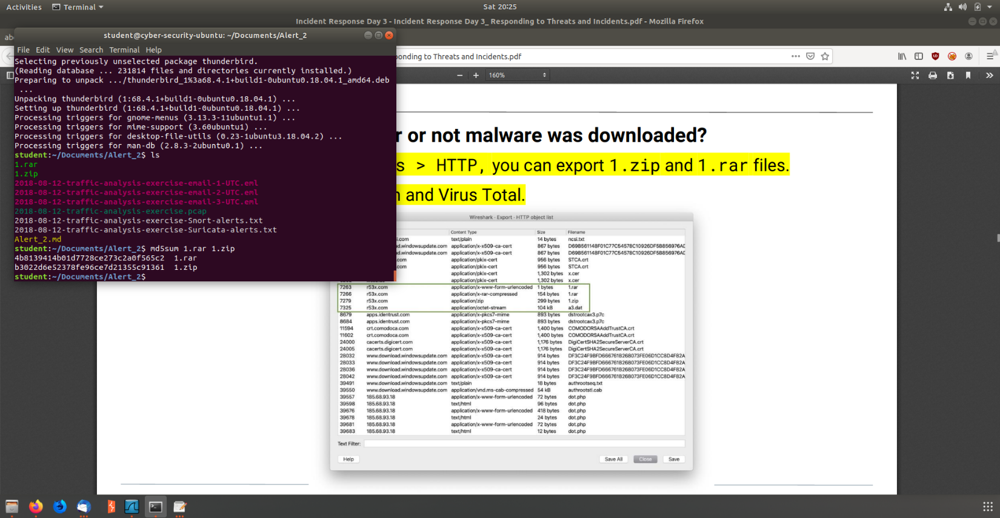 Activities Terminal Sat 20:25
Incident Response Day 3 - Incident Response Day 3_ Responding to Threats and Incidents.pdf - Mozilla Firefox
student@cyber-security-ubuntu: ~/Documents/Alert_2
File Edit View Search Terminal Help
Selecting previously unselected package thunderbird.
(Reading database ... 231814 files and directories currently installed.)
Preparing to unpack .../thunderbird_1%3a68.4.1+build1-0ubuntu0.18.04.1_amd64.deb
...
Unpacking thunderbird (1:68.4.1+build1-0ubuntu0.18.04.1) ...
Setting up thunderbird (1:68.4.1+build1-0ubuntu0.18.04.1) ...
Processing triggers for gnome-menus (3.13.3-11ubuntu1.1) ...
Processing triggers for mime-support (3.60ubuntu1) ...
Processing triggers for desktop-file-utils (0.23-1ubuntu3.18.04.2) ...
Processing triggers for man-db (2.8.3-2ubuntu0.1) ...
student:~/Documents/Alert_2$ ls
1.rar
1.zip
2018-08-12-traffic-analysis-exercise-email-1-UTC.eml
2018-08-12-traffic-analysis-exercise-email-2-UTC.eml
2018-08-12-traffic-analysis-exercise-email-3-UTC.eml
2018-08-12-traffic-analysis-exercise.pcap
2018-08-12-traffic-analysis-exercise-Snort-alerts.txt
2018-08-12-traffic-analysis-exercise-Suricata-alerts.txt
Alert_2.md
student:~/Documents/Alert_2$ md5sum 1.rar 1.zip
4b8139414b01d7728ce273c2a0f565c2 1.rar
b3022d6e52378fe96ce7d21355c91361 1.zip
student:~/Documents/Alert_2$
ab
onding to Threats and Incidents.pdf
160%
r or not malware was downloaded?
s > HTTP, you can export 1.zip and 1.rar files.
n and Virus Total.
Wireshark · Export · HTTP object list
Content Type Size Filename
i.com text/plain 14 bytes ncsi.txt
d.windowsupdate.com application/x-x509-ca-cert 867 bytes D69B561148F01C77C54578C10926DF5B856976AD
d.windowsupdate.com application/x-x509-ca-cert 867 bytes D69B561148F01C77C54578C10926DF5B856976AD
com application/pkix-cert 956 bytes STCA.crt
com application/pkix-cert 956 bytes STCA.crt
application/pkix-cert 1,302 bytes x.cer
application/pkix-cert 1,302 bytes x.cer
7263 r53x.com application/x-www-form-urlencoded 1 bytes 1.rar
7266 r53x.com application/x-rar-compressed 154 bytes 1.rar
7279 r53x.com application/zip 299 bytes 1.zip
7325 r53x.com application/octet-stream 104 kB a3.dat
8679 apps.identrust.com application/x-pkcs7-mime 893 bytes dstrootcax3.p7c
8684 apps.identrust.com application/x-pkcs7-mime 893 bytes dstrootcax3.p7c
11594 crt.comodoca.com application/x-x509-ca-cert 1,400 bytes COMODORSAAddTrustCA.crt
11602 crt.comodoca.com application/x-x509-ca-cert 1,400 bytes COMODORSAAddTrustCA.crt
24000 cacerts.digicert.com application/x-x509-ca-cert 1,176 bytes DigiCertSHA2SecureServerCA.crt
24005 cacerts.digicert.com application/x-x509-ca-cert 1,176 bytes DigiCertSHA2SecureServerCA.crt
28032 www.download.windowsupdate.com application/x-x509-ca-cert 914 bytes DF3C24F9BFD666761B268073FE06D1CC8D4F82A
28033 www.download.windowsupdate.com application/x-x509-ca-cert 914 bytes DF3C24F9BFD666761B268073FE06D1CC8D4F82A
28036 www.download.windowsupdate.com application/x-x509-ca-cert 914 bytes DF3C24F9BFD666761B268073FE06D1CC8D4F82A
28042 www.download.windowsupdate.com application/x-x509-ca-cert 914 bytes DF3C24F9BFD666761B268073FE06D1CC8D4F82A
39491 www.download.windowsupdate.com text/plain 18 bytes authrootseq.txt
39550 www.download.windowsupdate.com application/vnd.ms-cab-compressed 54 kB authrootstl.cab
39557 185.68.93.18 application/x-www-form-urlencoded 72 bytes dot.php
39598 185.68.93.18 text/html 96 bytes dot.php
39676 185.68.93.18 application/x-www-form-urlencoded 418 bytes dot.php
39678 185.68.93.18 text/html 24 bytes dot.php
39681 185.68.93.18 application/x-www-form-urlencoded 72 bytes dot.php
39683 185.68.93.18 text/html 12 bytes dot.php
Text Filter:
Help Save All Close Save